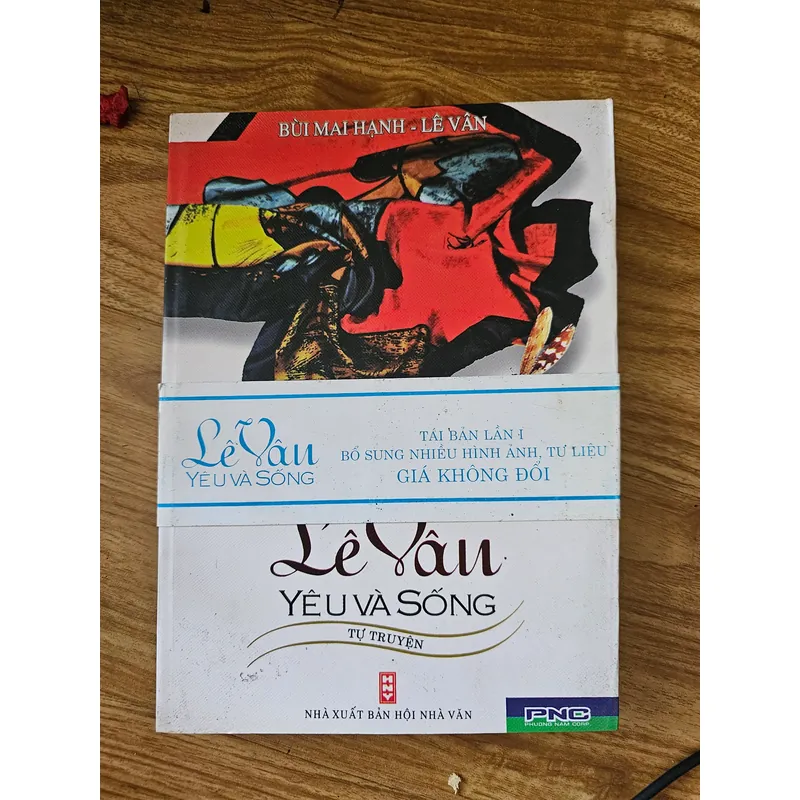 BÙI MAI HẠNH - LÊ VÂN
Lê Vân
YÊU VÀ SỐNG
TÁI BẢN LẦN I
BỔ SUNG NHIỀU HÌNH ẢNH, TƯ LIỆU
GIÁ KHÔNG ĐỔI
Lê Vân
YÊU VÀ SỐNG
TỰ TRUYỆN
HNV
NHÀ XUẤT BẢN HỘI NHÀ VĂN
PNC
PHUONG NAM CORP.